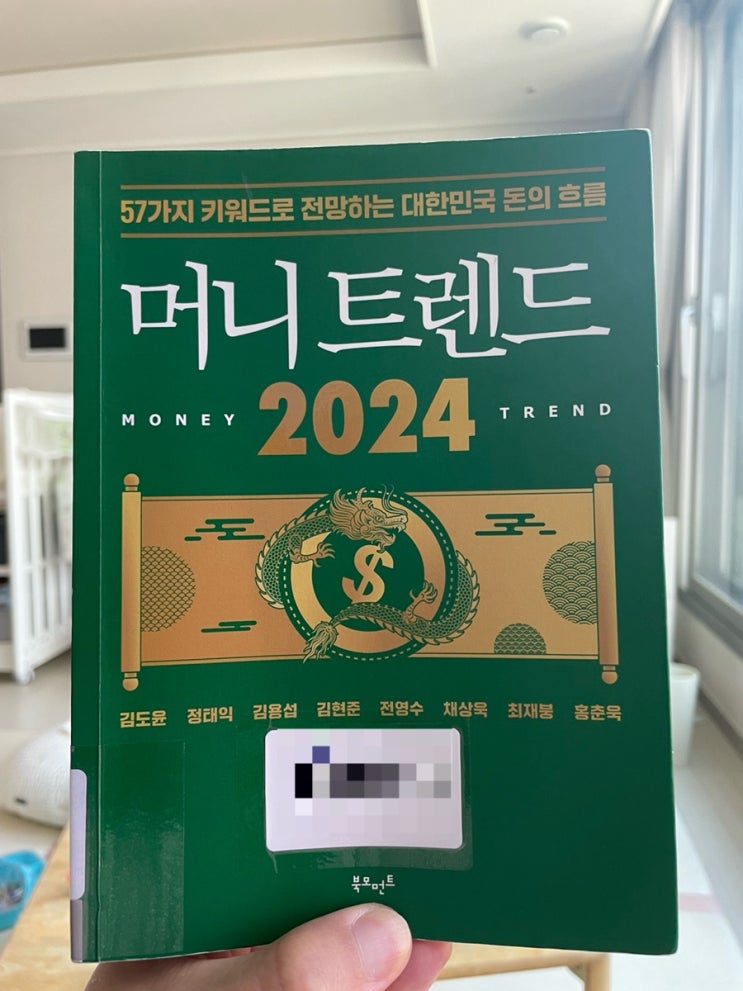 57가지 키워드로 전망하는 대한민국 돈의 흐름
머니 트렌드
MONEY 2024 TREND
$
김도윤 정태익 김용섭 김현준 전영수 채상욱 최재붕 홍춘욱
북모먼트